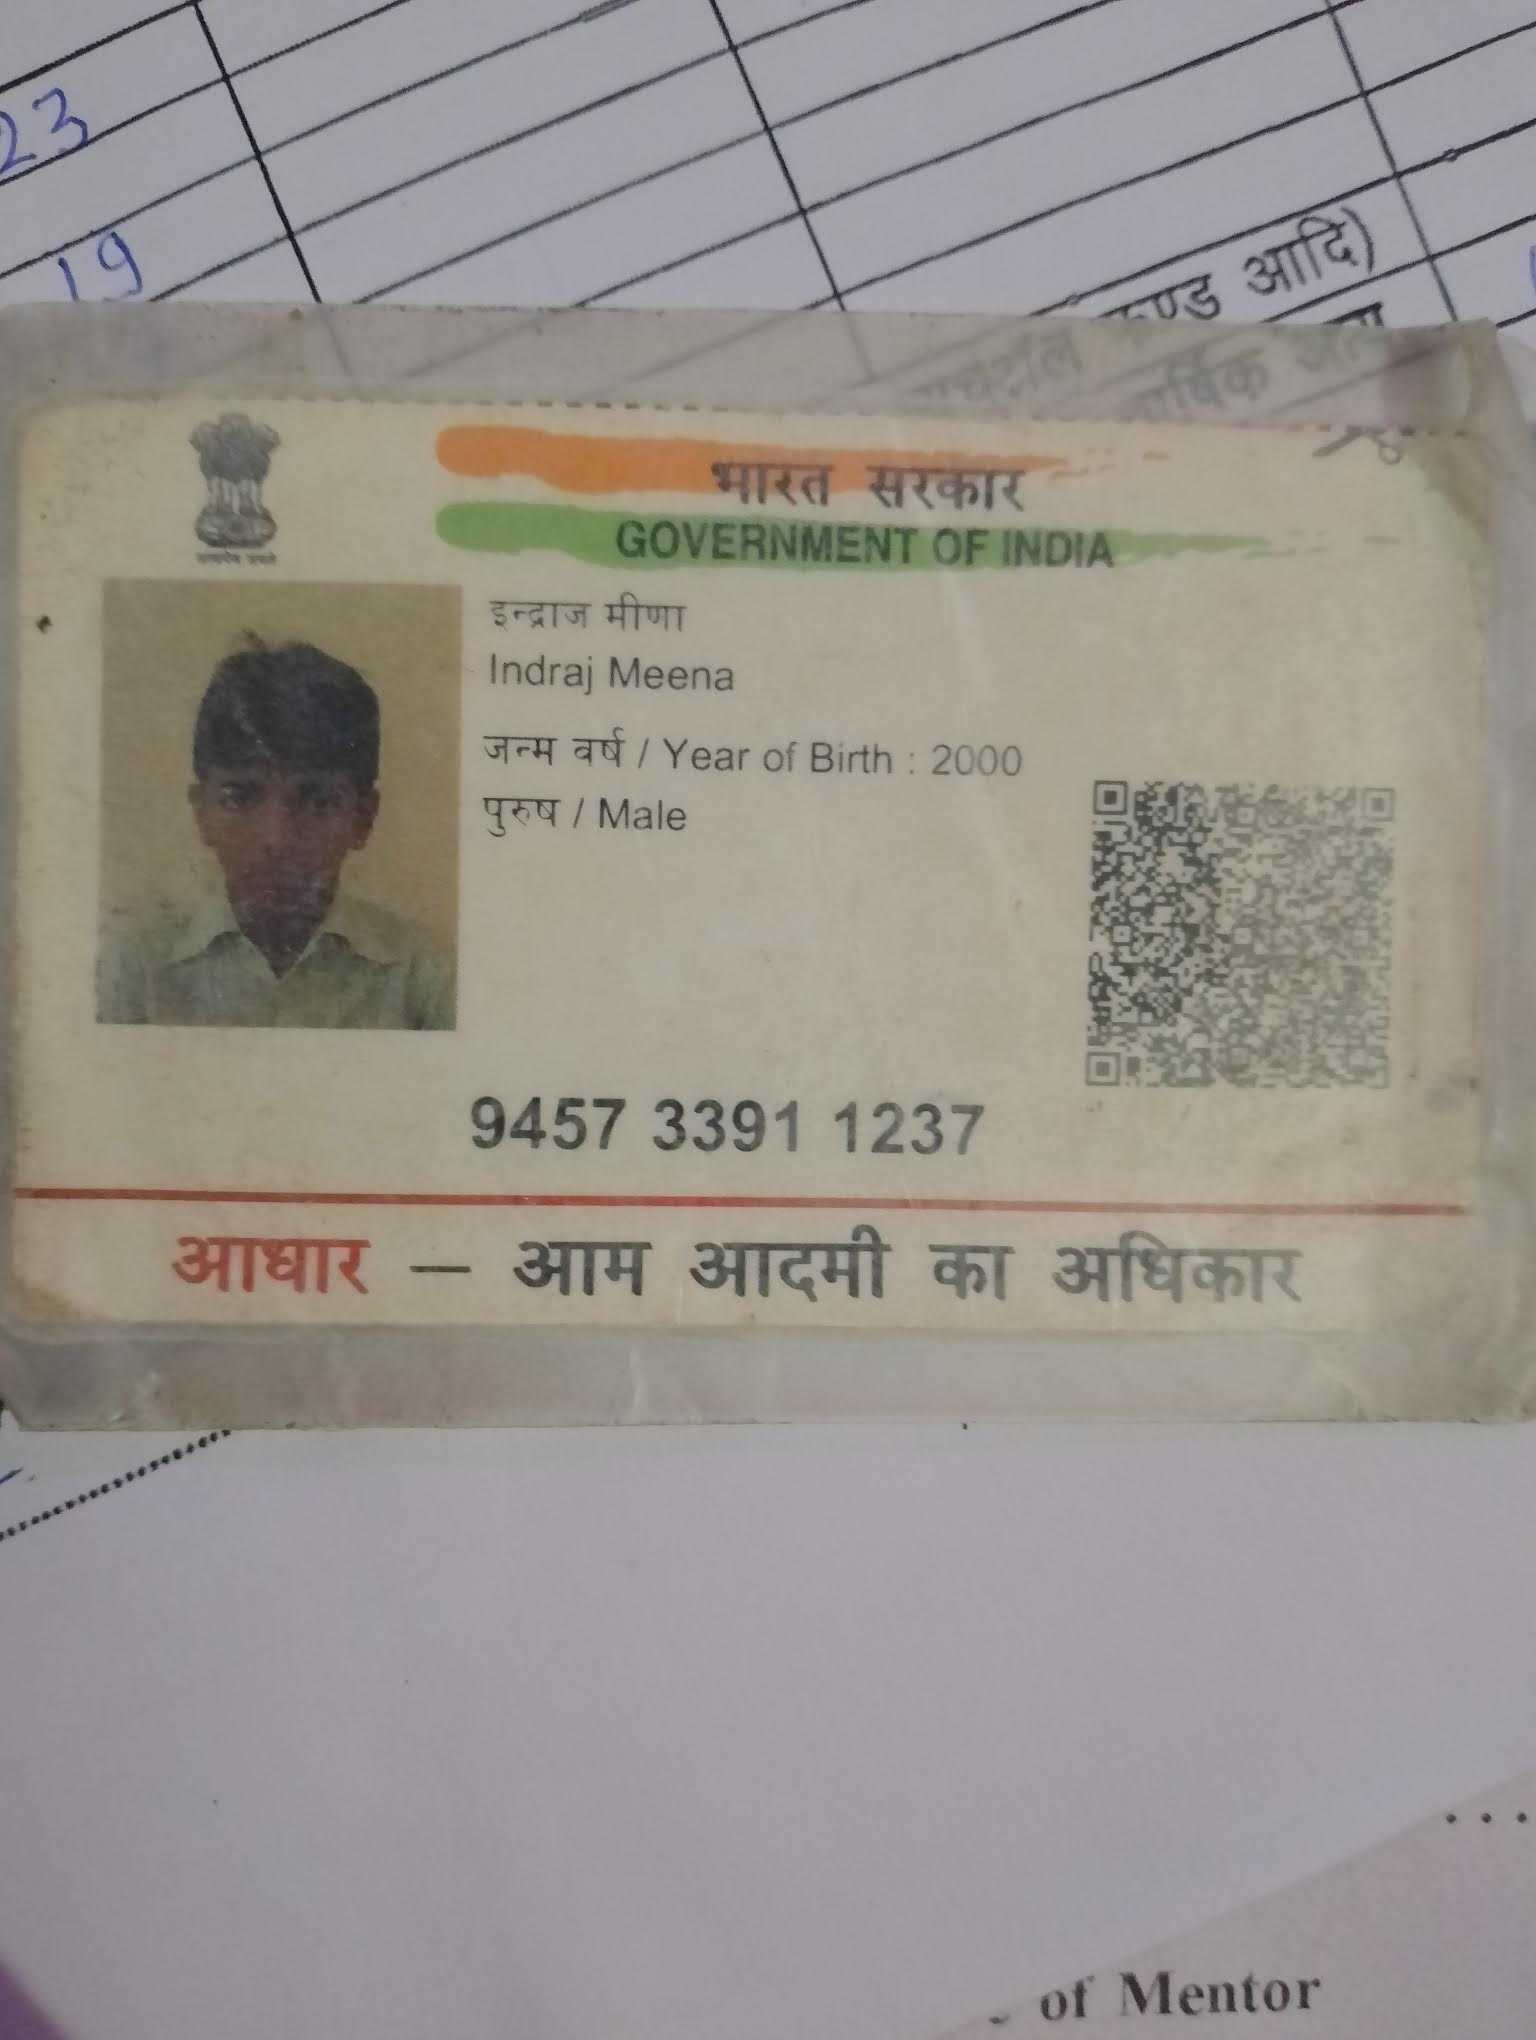 23
19
फण्ड आदि)
भारत सरकार
GOVERNMENT OF INDIA
इन्द्राज मीणा
Indraj Meena
जन्म वर्ष / Year of Birth : 2000
पुरुष / Male
9457 3391 1237
आधार – आम आदमी का अधिकार
of Mentor